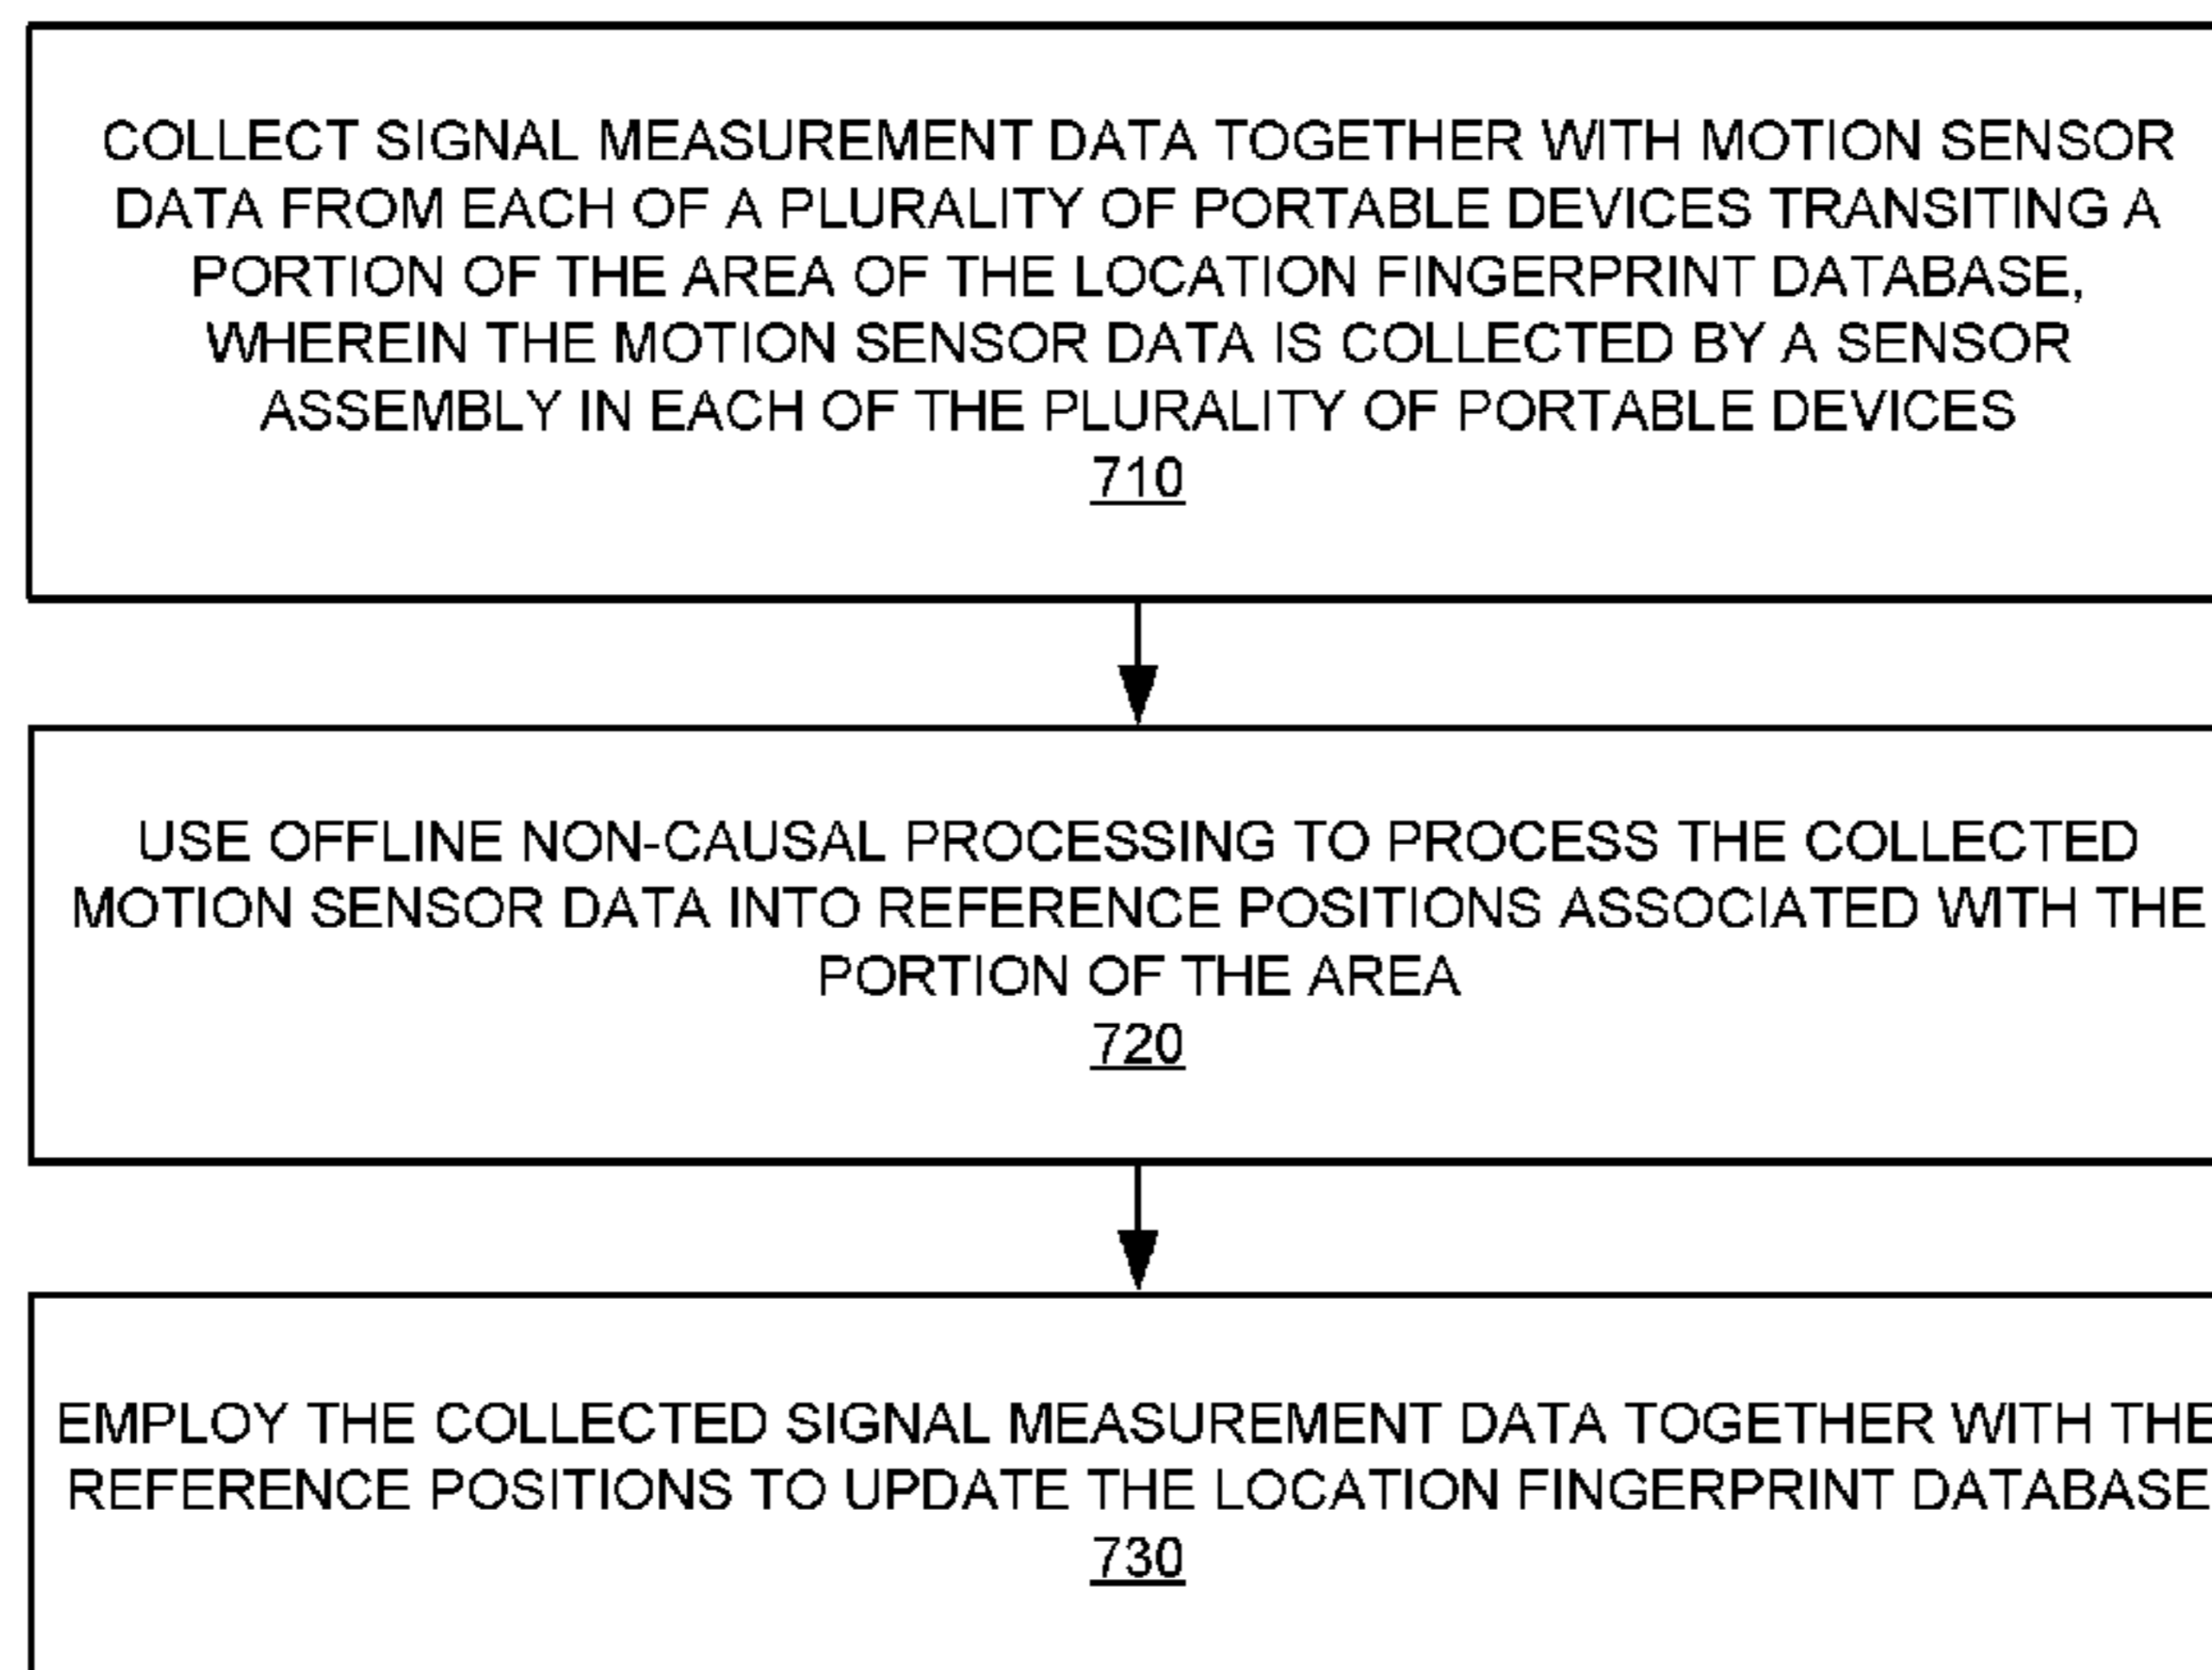 COLLECT SIGNAL MEASUREMENT DATA TOGETHER WITH MOTION SENSOR
DATA FROM EACH OF A PLURALITY OF PORTABLE DEVICES TRANSITING A
PORTION OF THE AREA OF THE LOCATION FINGERPRINT DATABASE,
WHEREIN THE MOTION SENSOR DATA IS COLLECTED BY A SENSOR
ASSEMBLY IN EACH OF THE PLURALITY OF PORTABLE DEVICES
710
USE OFFLINE NON-CAUSAL PROCESSING TO PROCESS THE COLLECTED
MOTION SENSOR DATA INTO REFERENCE POSITIONS ASSOCIATED WITH THE
PORTION OF THE AREA
720
EMPLOY THE COLLECTED SIGNAL MEASUREMENT DATA TOGETHER WITH THE
REFERENCE POSITIONS TO UPDATE THE LOCATION FINGERPRINT DATABASE
730